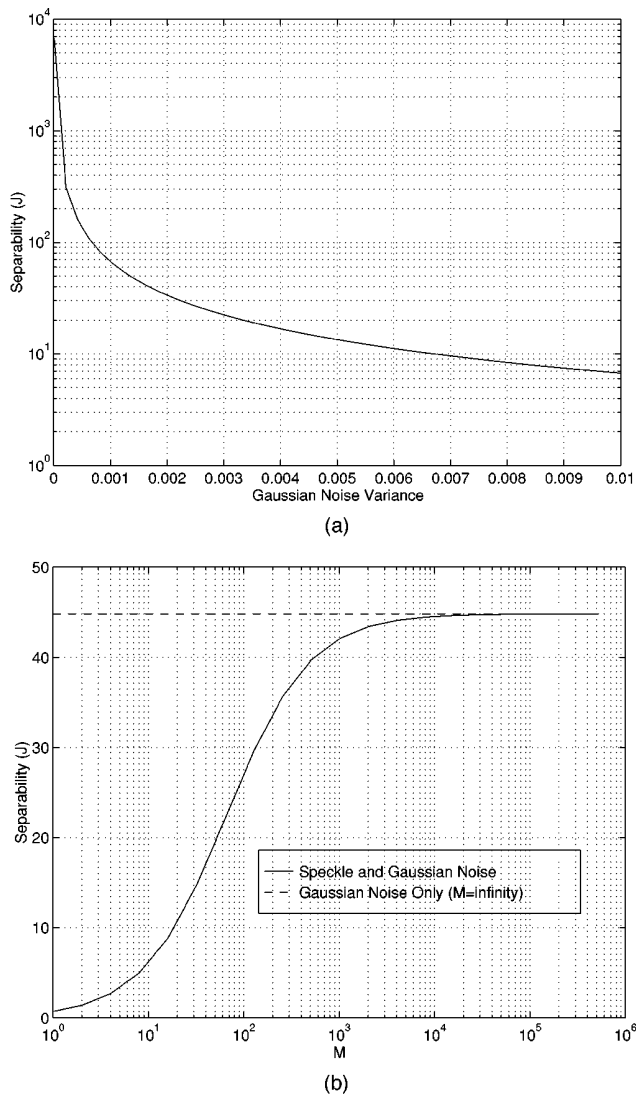 10^4
10^3
10^2
10^1
10^0
Separability (J)
0 0.001 0.002 0.003 0.004 0.005 0.006 0.007 0.008 0.009 0.01
Gaussian Noise Variance
(a)
50
40
30
20
10
0
Separability (J)
Speckle and Gaussian Noise
Gaussian Noise Only (M=infinity)
10^0 10^1 10^2 10^3 10^4 10^5 10^6
M
(b)